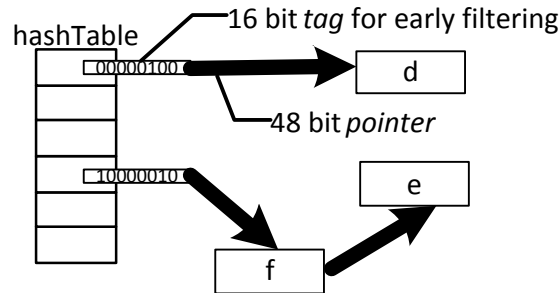 16 bit tag for early filtering
hashTable
00000100
d
48 bit pointer
10000010
e
f